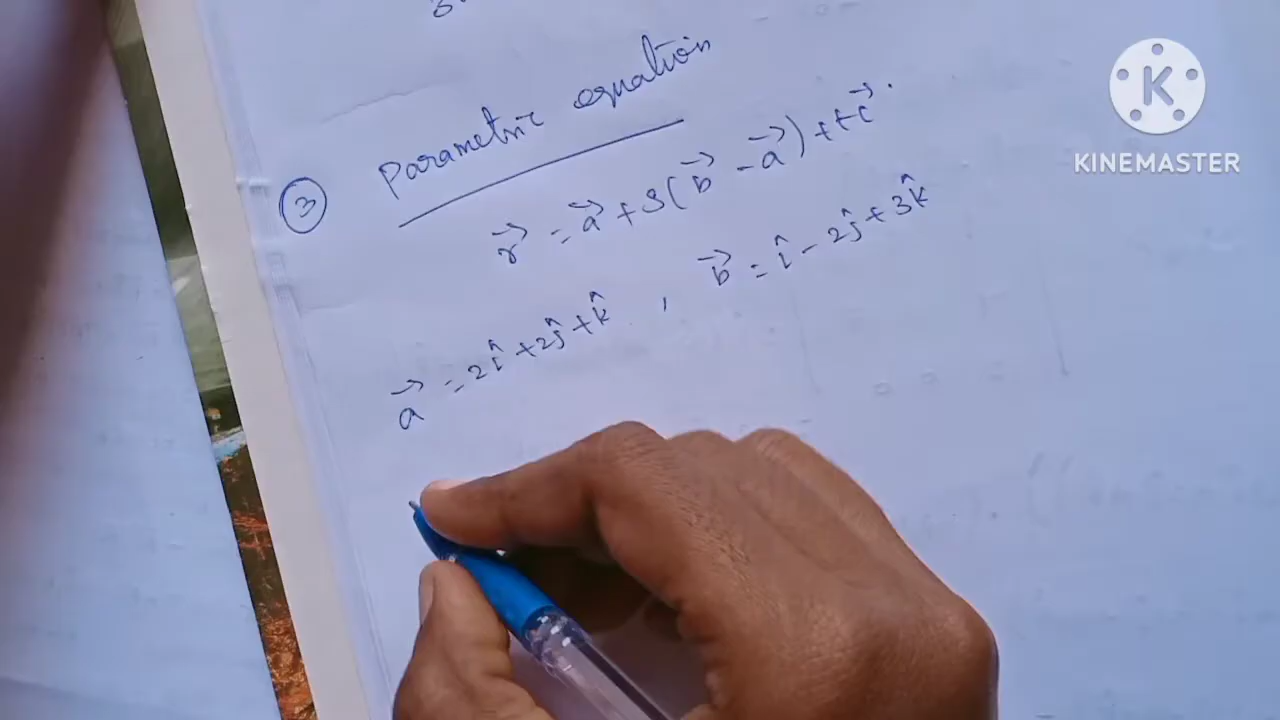 ③ Parametric equation
r⃗ = a⃗ + s(b⃗ - a⃗) + tc⃗.
a⃗ = 2î + 2ĵ + k̂, b⃗ = î - 2ĵ + 3k̂
K
KINEMASTER